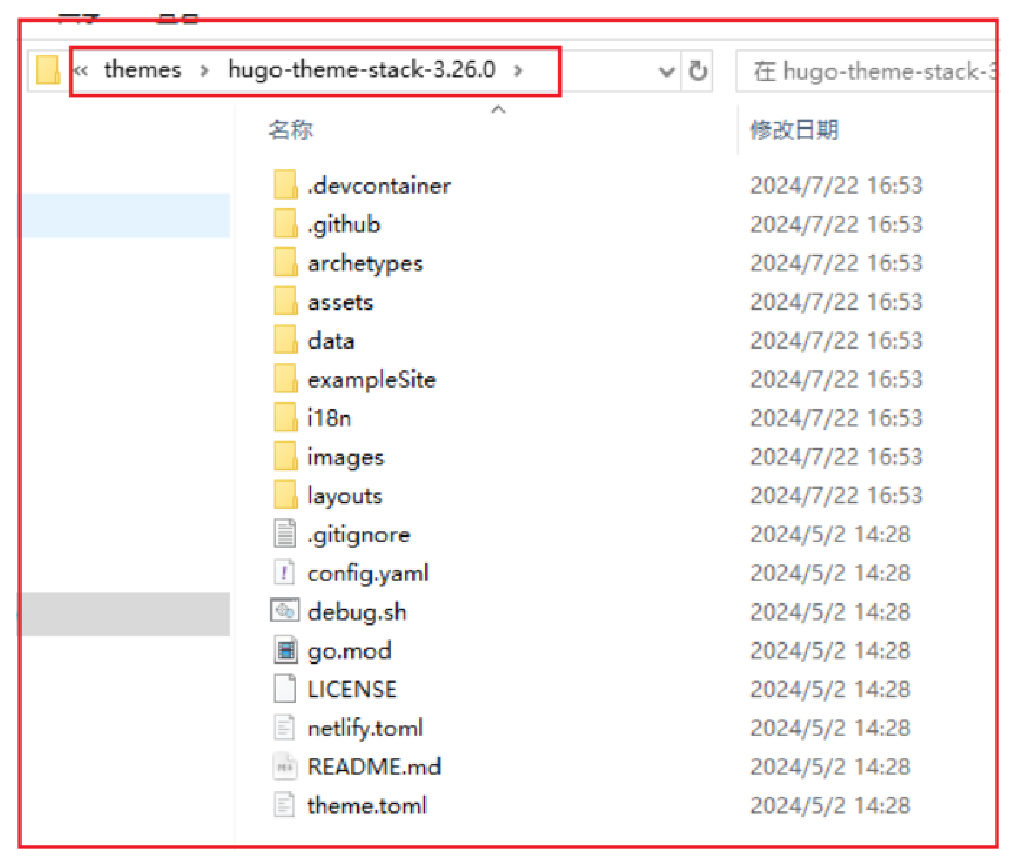 « themes › hugo-theme-stack-3.26.0 ›
在 hugo-theme-stack-3
名称 修改日期
.devcontainer 2024/7/22 16:53
.github 2024/7/22 16:53
archetypes 2024/7/22 16:53
assets 2024/7/22 16:53
data 2024/7/22 16:53
exampleSite 2024/7/22 16:53
i18n 2024/7/22 16:53
images 2024/7/22 16:53
layouts 2024/7/22 16:53
.gitignore 2024/5/2 14:28
config.yaml 2024/5/2 14:28
debug.sh 2024/5/2 14:28
go.mod 2024/5/2 14:28
LICENSE 2024/5/2 14:28
netlify.toml 2024/5/2 14:28
README.md 2024/5/2 14:28
theme.toml 2024/5/2 14:28